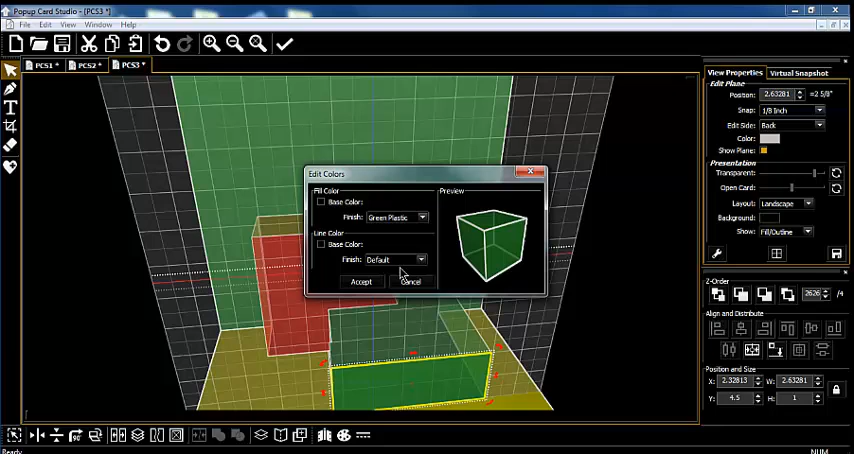 Popup Card Studio - [PCS3 *]
File Edit View Window Help
PCS1 * PCS2 * PCS3 *
T
Edit Colors
Fill Color
Base Color:
Finish: Green Plastic
Line Color
Base Color:
Finish: Default
Accept Cancel
Preview
View Properties Virtual Snapshot
Edit Plane
Position: 2.63281 =2 5/8"
Snap: 1/8 Inch
Edit Side: Back
Color:
Show Plane:
Presentation
Transparent:
Open Card:
Layout: Landscape
Background:
Show: Fill/Outline
Z-Order
2626 /4
Align and Distribute
Position and Size
X: 2.32813 W: 2.63281
Y: 4.5 H: 1
90°
Ready
NUM